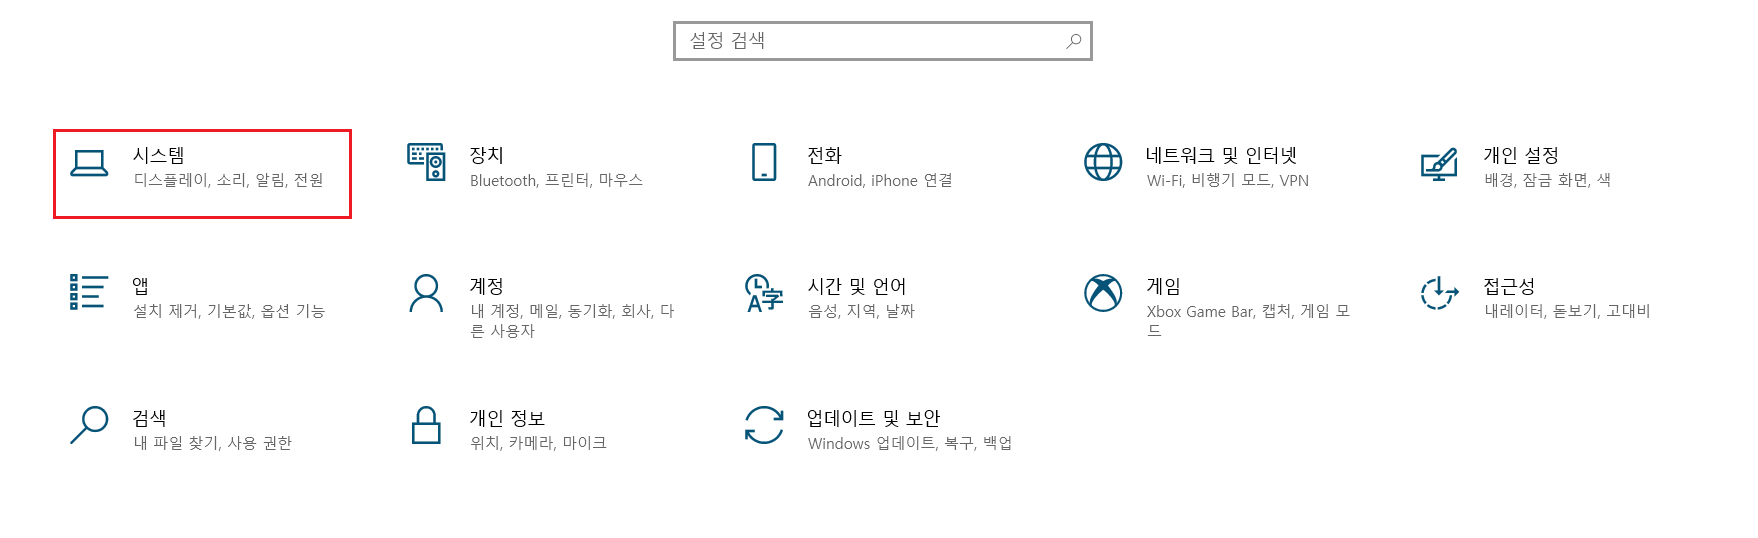 설정 검색
시스템
디스플레이, 소리, 알림, 전원
장치
Bluetooth, 프린터, 마우스
전화
Android, iPhone 연결
네트워크 및 인터넷
Wi-Fi, 비행기 모드, VPN
개인 설정
배경, 잠금 화면, 색
앱
설치 제거, 기본값, 옵션 기능
계정
내 계정, 메일, 동기화, 회사, 다
른 사용자
시간 및 언어
음성, 지역, 날짜
게임
Xbox Game Bar, 캡처, 게임 모
드
접근성
내레이터, 돋보기, 고대비
검색
내 파일 찾기, 사용 권한
개인 정보
위치, 카메라, 마이크
업데이트 및 보안
Windows 업데이트, 복구, 백업